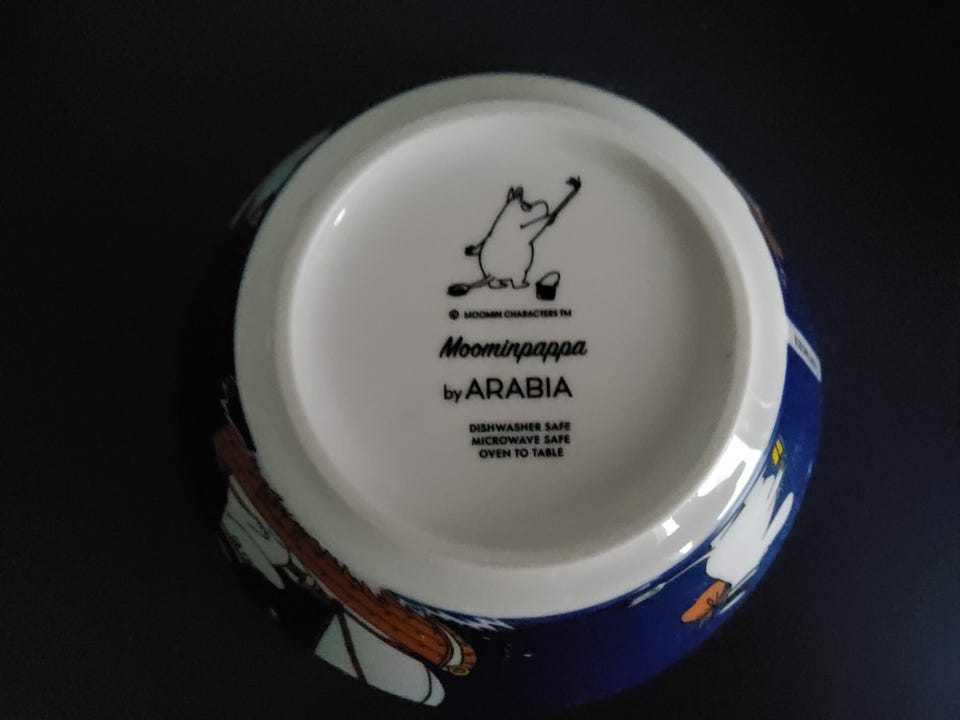 © MOOMIN CHARACTERS TM
Moominpappa
by ARABIA
DISHWASHER SAFE
MICROWAVE SAFE
OVEN TO TABLE